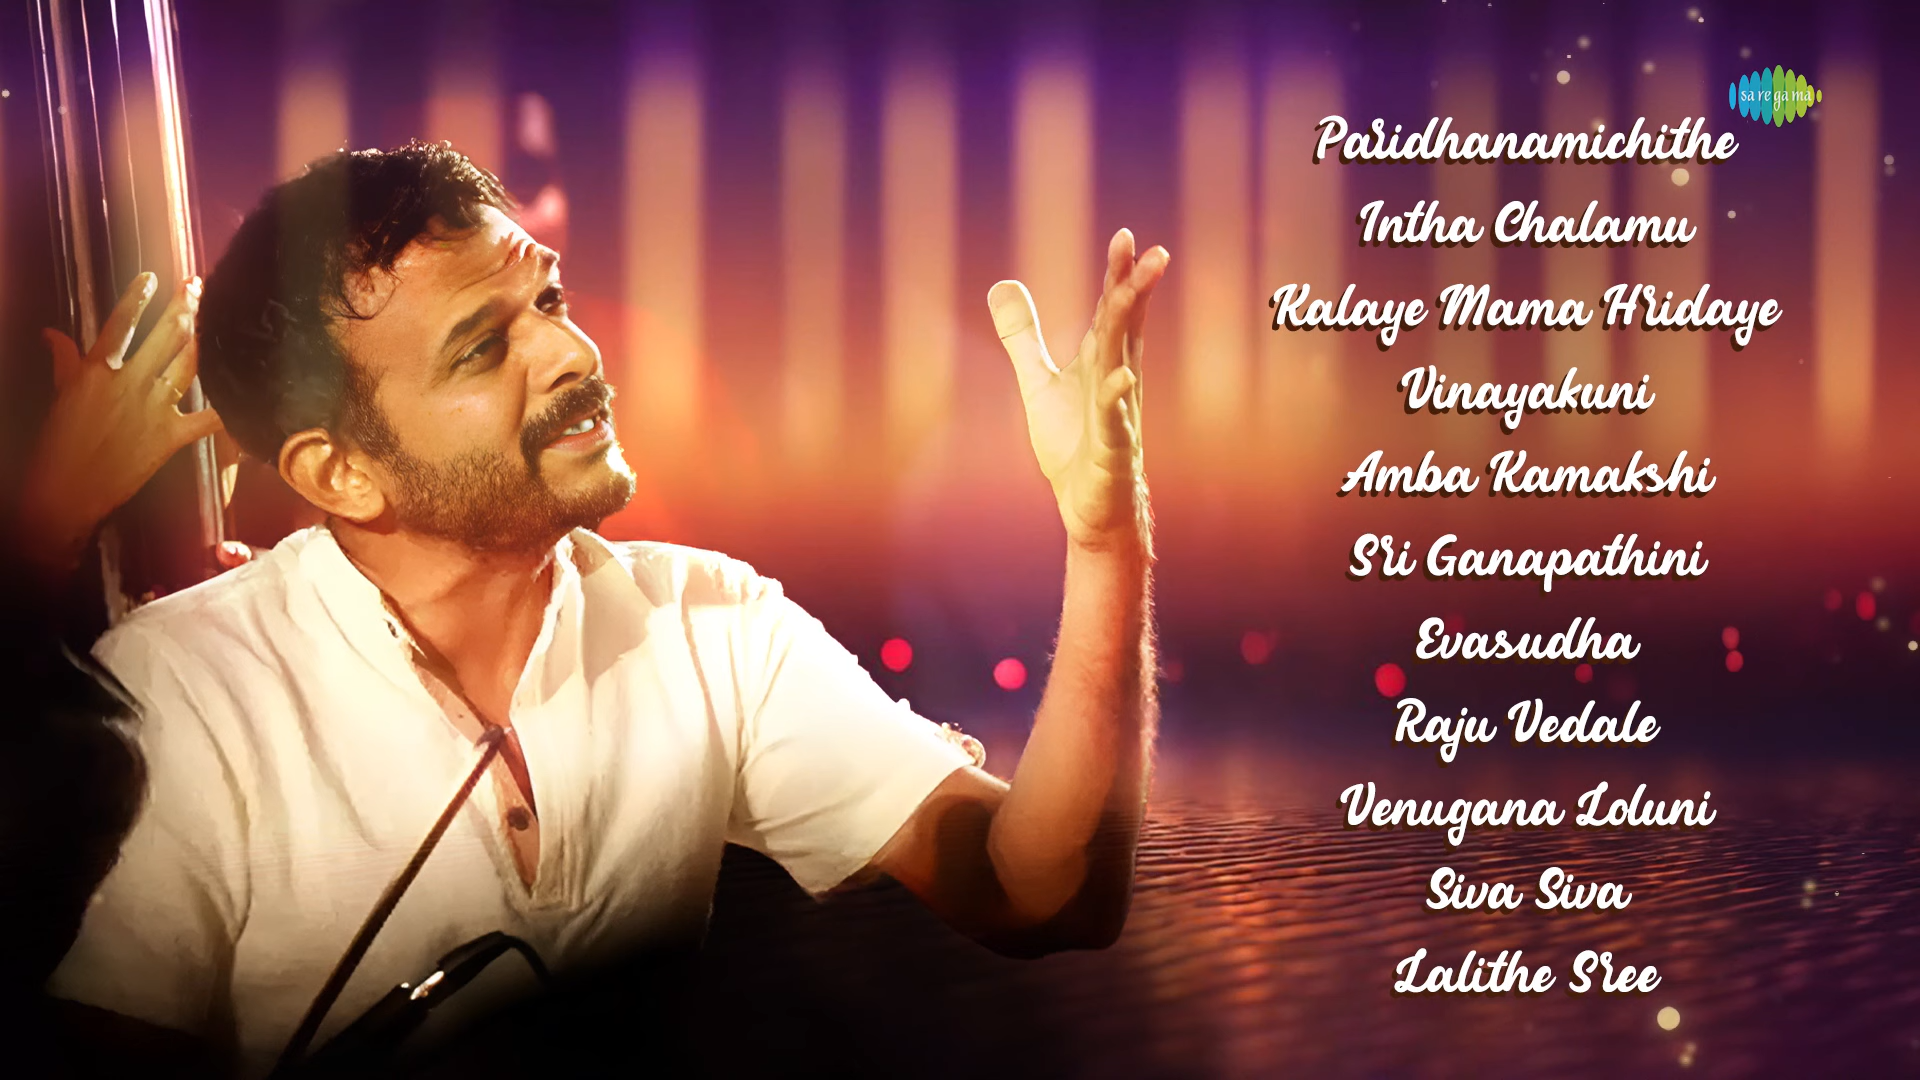 sa re ga ma
Paridhanamichithe
Intha Chalamu
Kalaye Mama Hridaye
Vinayakuni
Amba Kamakshi
Sri Ganapathini
Evasudha
Raju Vedale
Venugana Loluni
Siva Siva
Lalithe Sree